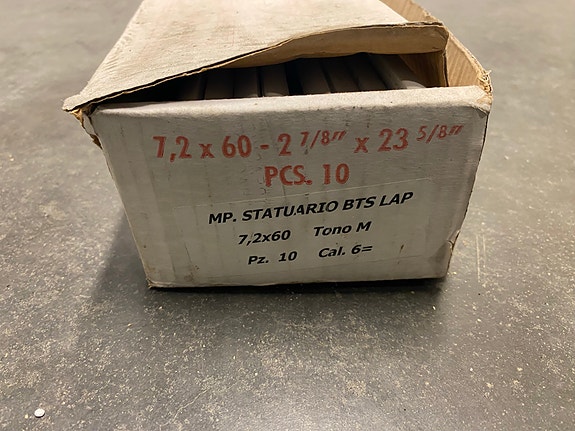 7,2 x 60 - 2 7/8" x 23 5/8"
PCS. 10
MP. STATUARIO BTS LAP
7,2x60 Tono M
Pz. 10 Cal. 6=